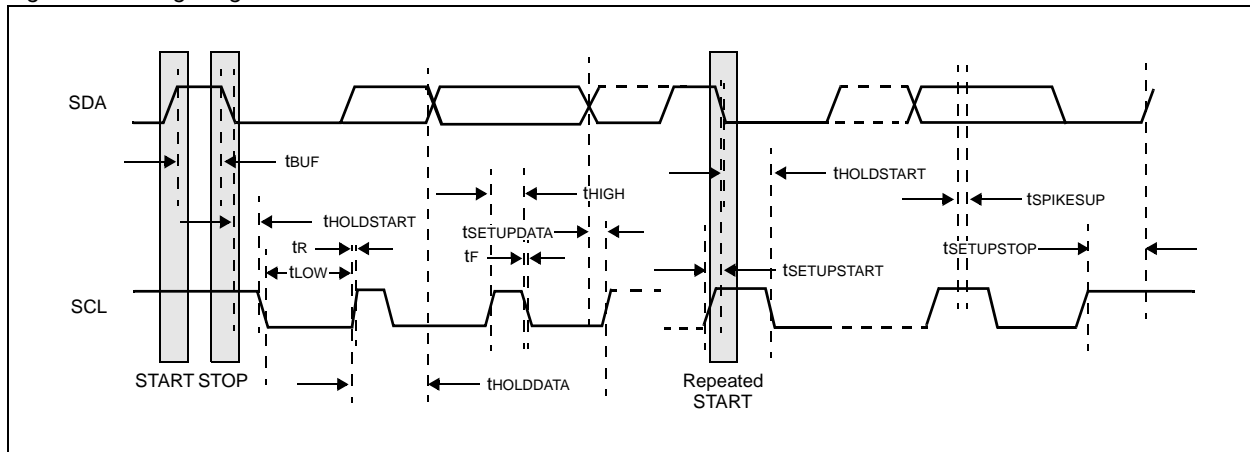 SDA
tBUF
tHIGH
tHOLDSTART
tHOLDSTART
tSPIKESUP
tSETUPDATA
tR
tSETUPSTOP
tF
tLOW
tSETUPSTART
SCL
START STOP
tHOLDDATA
Repeated
START